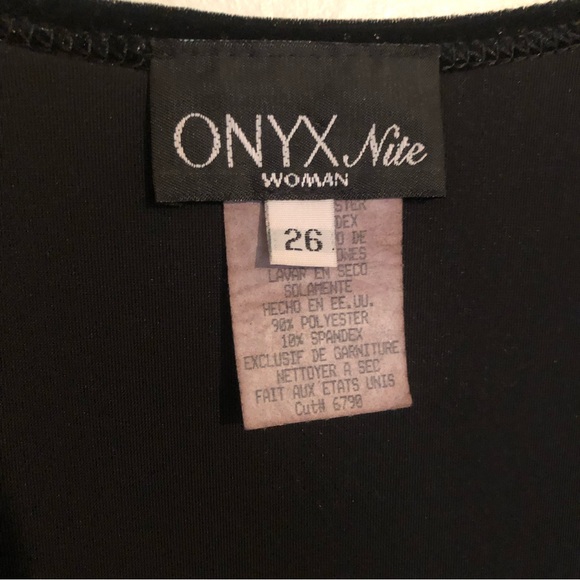 ONYX Nite
WOMAN
26
LAVAR EN SECO
SOLAMENTE
HECHO EN EE.UU.
90% POLYESTER
10% SPANDEX
EXCLUSIF DE GARNITURE
NETTOYER A SEC
FAIT AUX ETATS UNIS
Cut# 6790